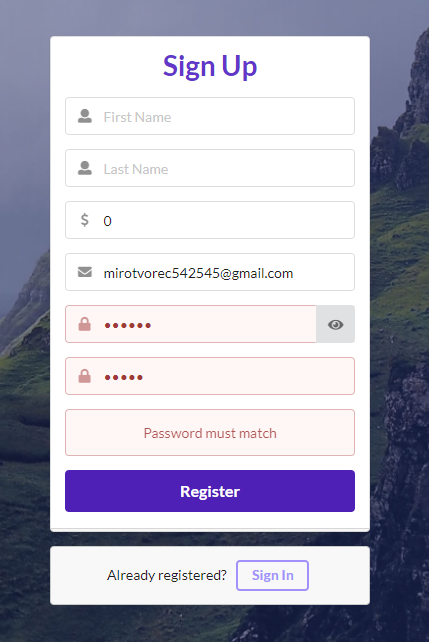 Sign Up
First Name
Last Name
$ 0
mirotvorec542545@gmail.com
••••••
•••••
Password must match
Register
Already registered? Sign In